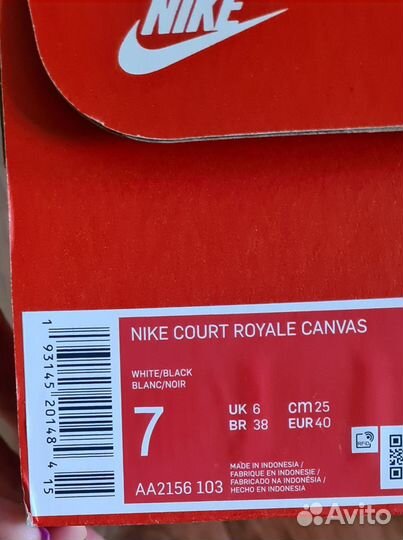 NIKE
NIKE COURT ROYALE CANVAS
WHITE/BLACK
BLANC/NOIR
7
UK 6 cm 25
BR 38 EUR 40
RFID
MADE IN INDONESIA/
FABRIQUE EN INDONESIE/
FABRICADO NA INDONÉSIA/
HECHO EN INDONESIA
AA2156 103
1 93145 20148 4 15
Avito